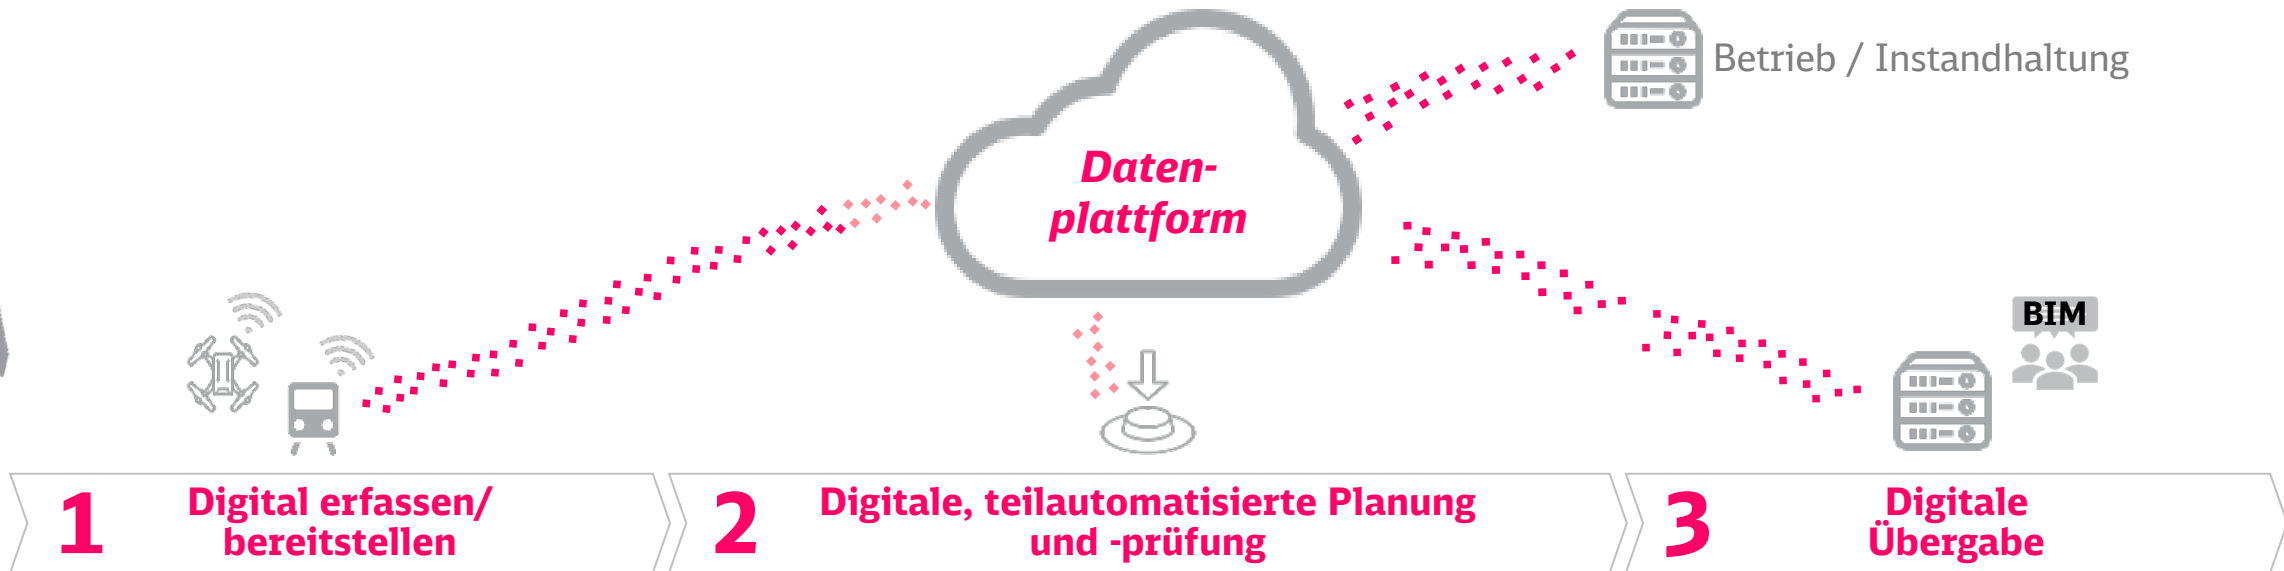 Betrieb / Instandhaltung
Daten-
plattform
BIM
1
Digital erfassen/
bereitstellen
2
Digitale, teilautomatisierte Planung
und -prüfung
3
Digitale
Übergabe